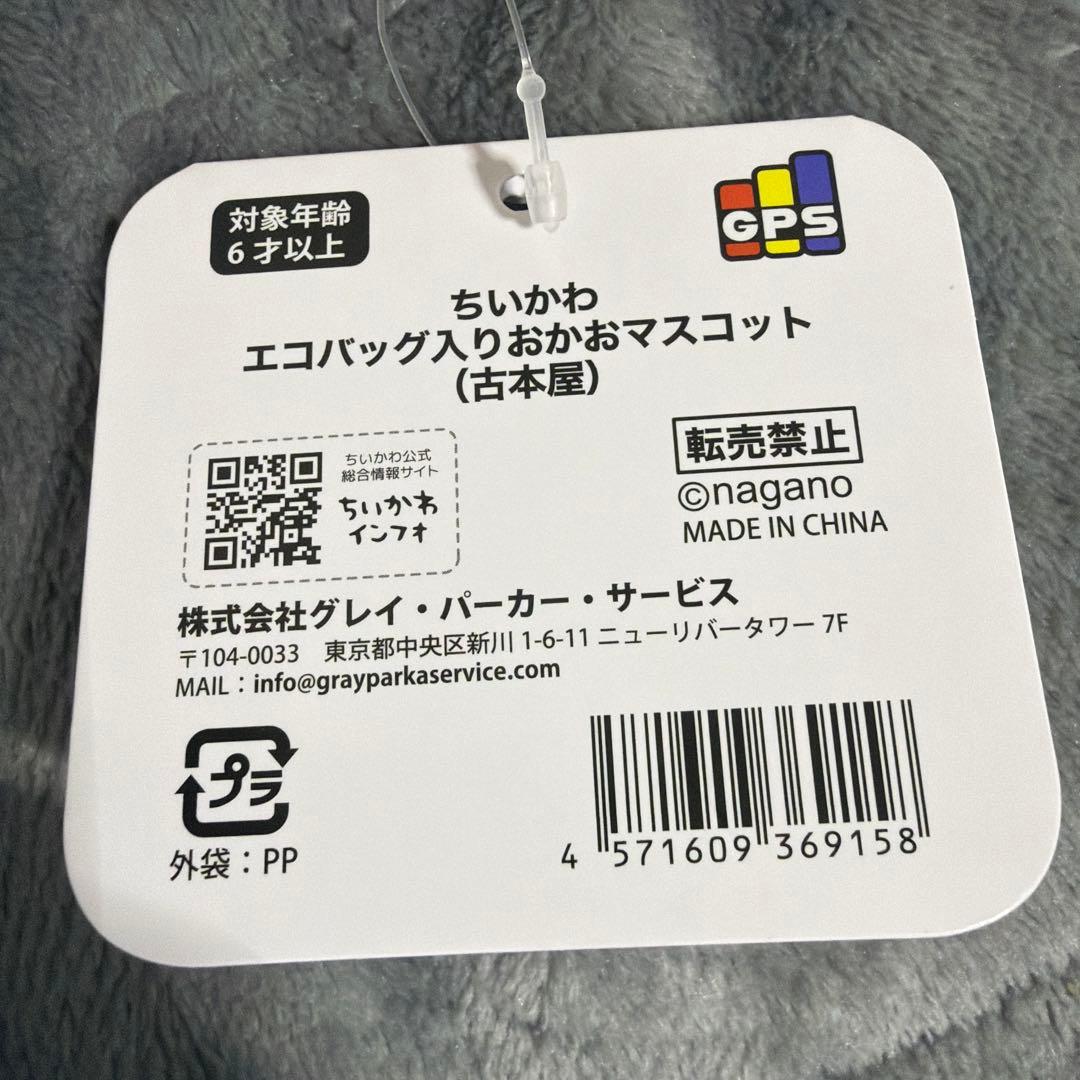 対象年齢
6才以上
GPS
ちいかわ
エコバッグ入りおかおマスコット
(古本屋)
ちいかわ公式
総合情報サイト
ちいかわ
インフォ
転売禁止
©nagano
MADE IN CHINA
株式会社グレイ・パーカー・サービス
〒104-0033 東京都中央区新川 1-6-11 ニューリバータワー 7F
MAIL：info@grayparkaservice.com
プラ
外袋：PP
4 571609 369158